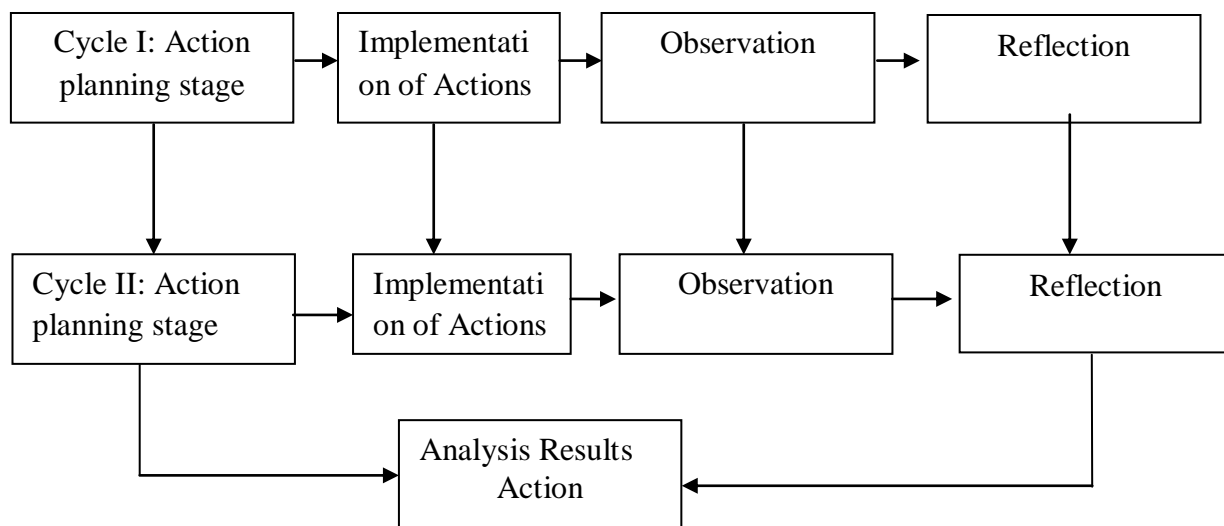 Cycle I: Action
planning stage
Implementati
on of Actions
Observation
Reflection
Cycle II: Action
planning stage
Implementati
on of Actions
Observation
Reflection
Analysis Results
Action